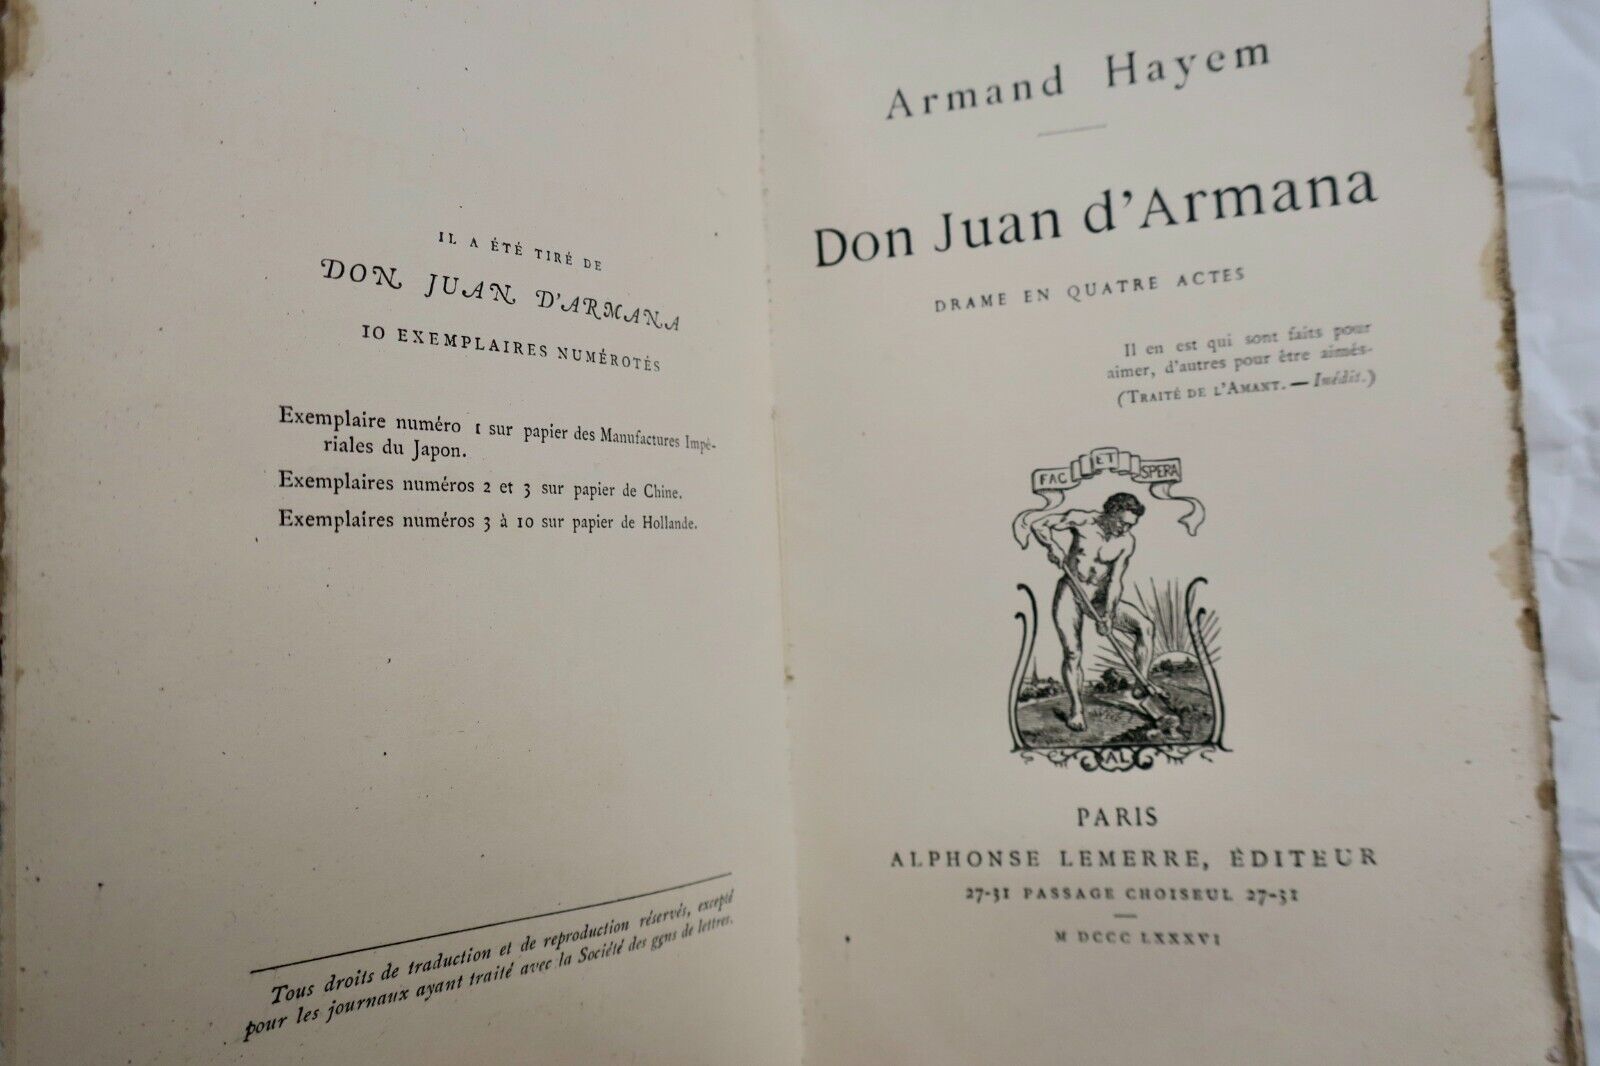 IL A ÉTÉ TIRÉ DE
DON JUAN D'ARMANA
10 EXEMPLAIRES NUMÉROTÉS
Exemplaire numéro 1 sur papier des Manufactures Impé-
riales du Japon.
Exemplaires numéros 2 et 3 sur papier de Chine.
Exemplaires numéros 3 à 10 sur papier de Hollande.
Tous droits de traduction et de reproduction réservés, excepté
pour les journaux ayant traité avec la Société des ggns de lettres.
Armand Hayem
Don Juan d'Armana
DRAME EN QUATRE ACTES
Il en est qui sont faits pour
aimer, d'autres pour être aimés.
(TRAITÉ DE L'AMANT. — Inédit.)
FAC ET SPERA
AL
PARIS
ALPHONSE LEMERRE, ÉDITEUR
27-31 PASSAGE CHOISEUL 27-31
M DCCC LXXXVI